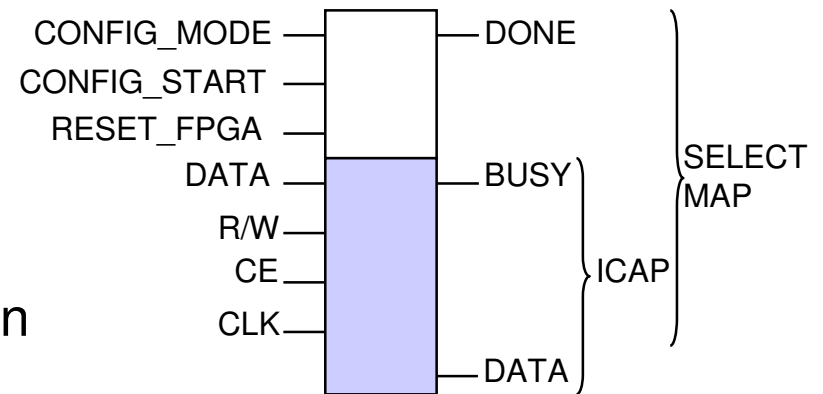 CONFIG_MODE
DONE
CONFIG_START
RESET_FPGA
SELECT
MAP
DATA
BUSY
R/W
CE
ICAP
n
CLK
DATA